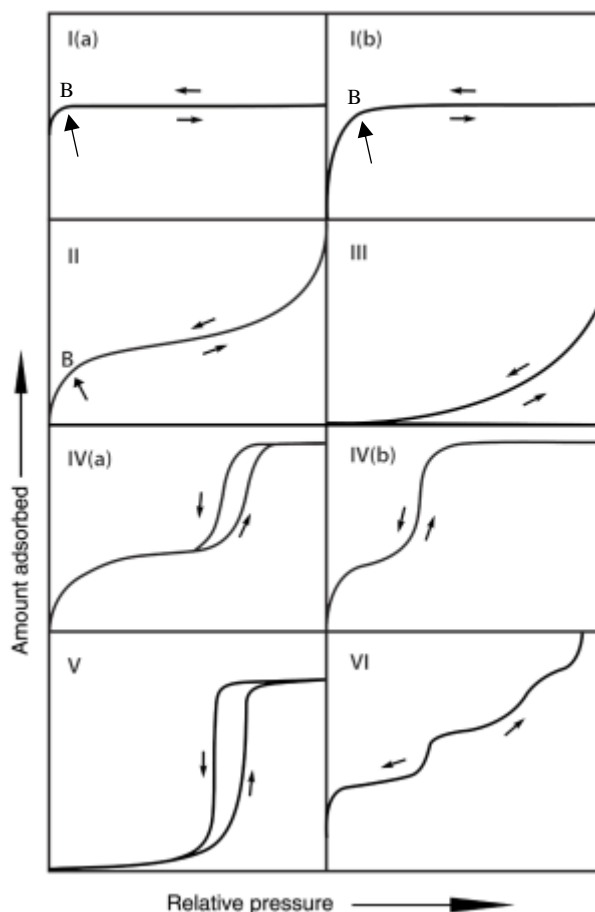 I(a)
I(b)
B
B
II
III
B
IV(a)
IV(b)
V
VI
Amount adsorbed
Relative pressure